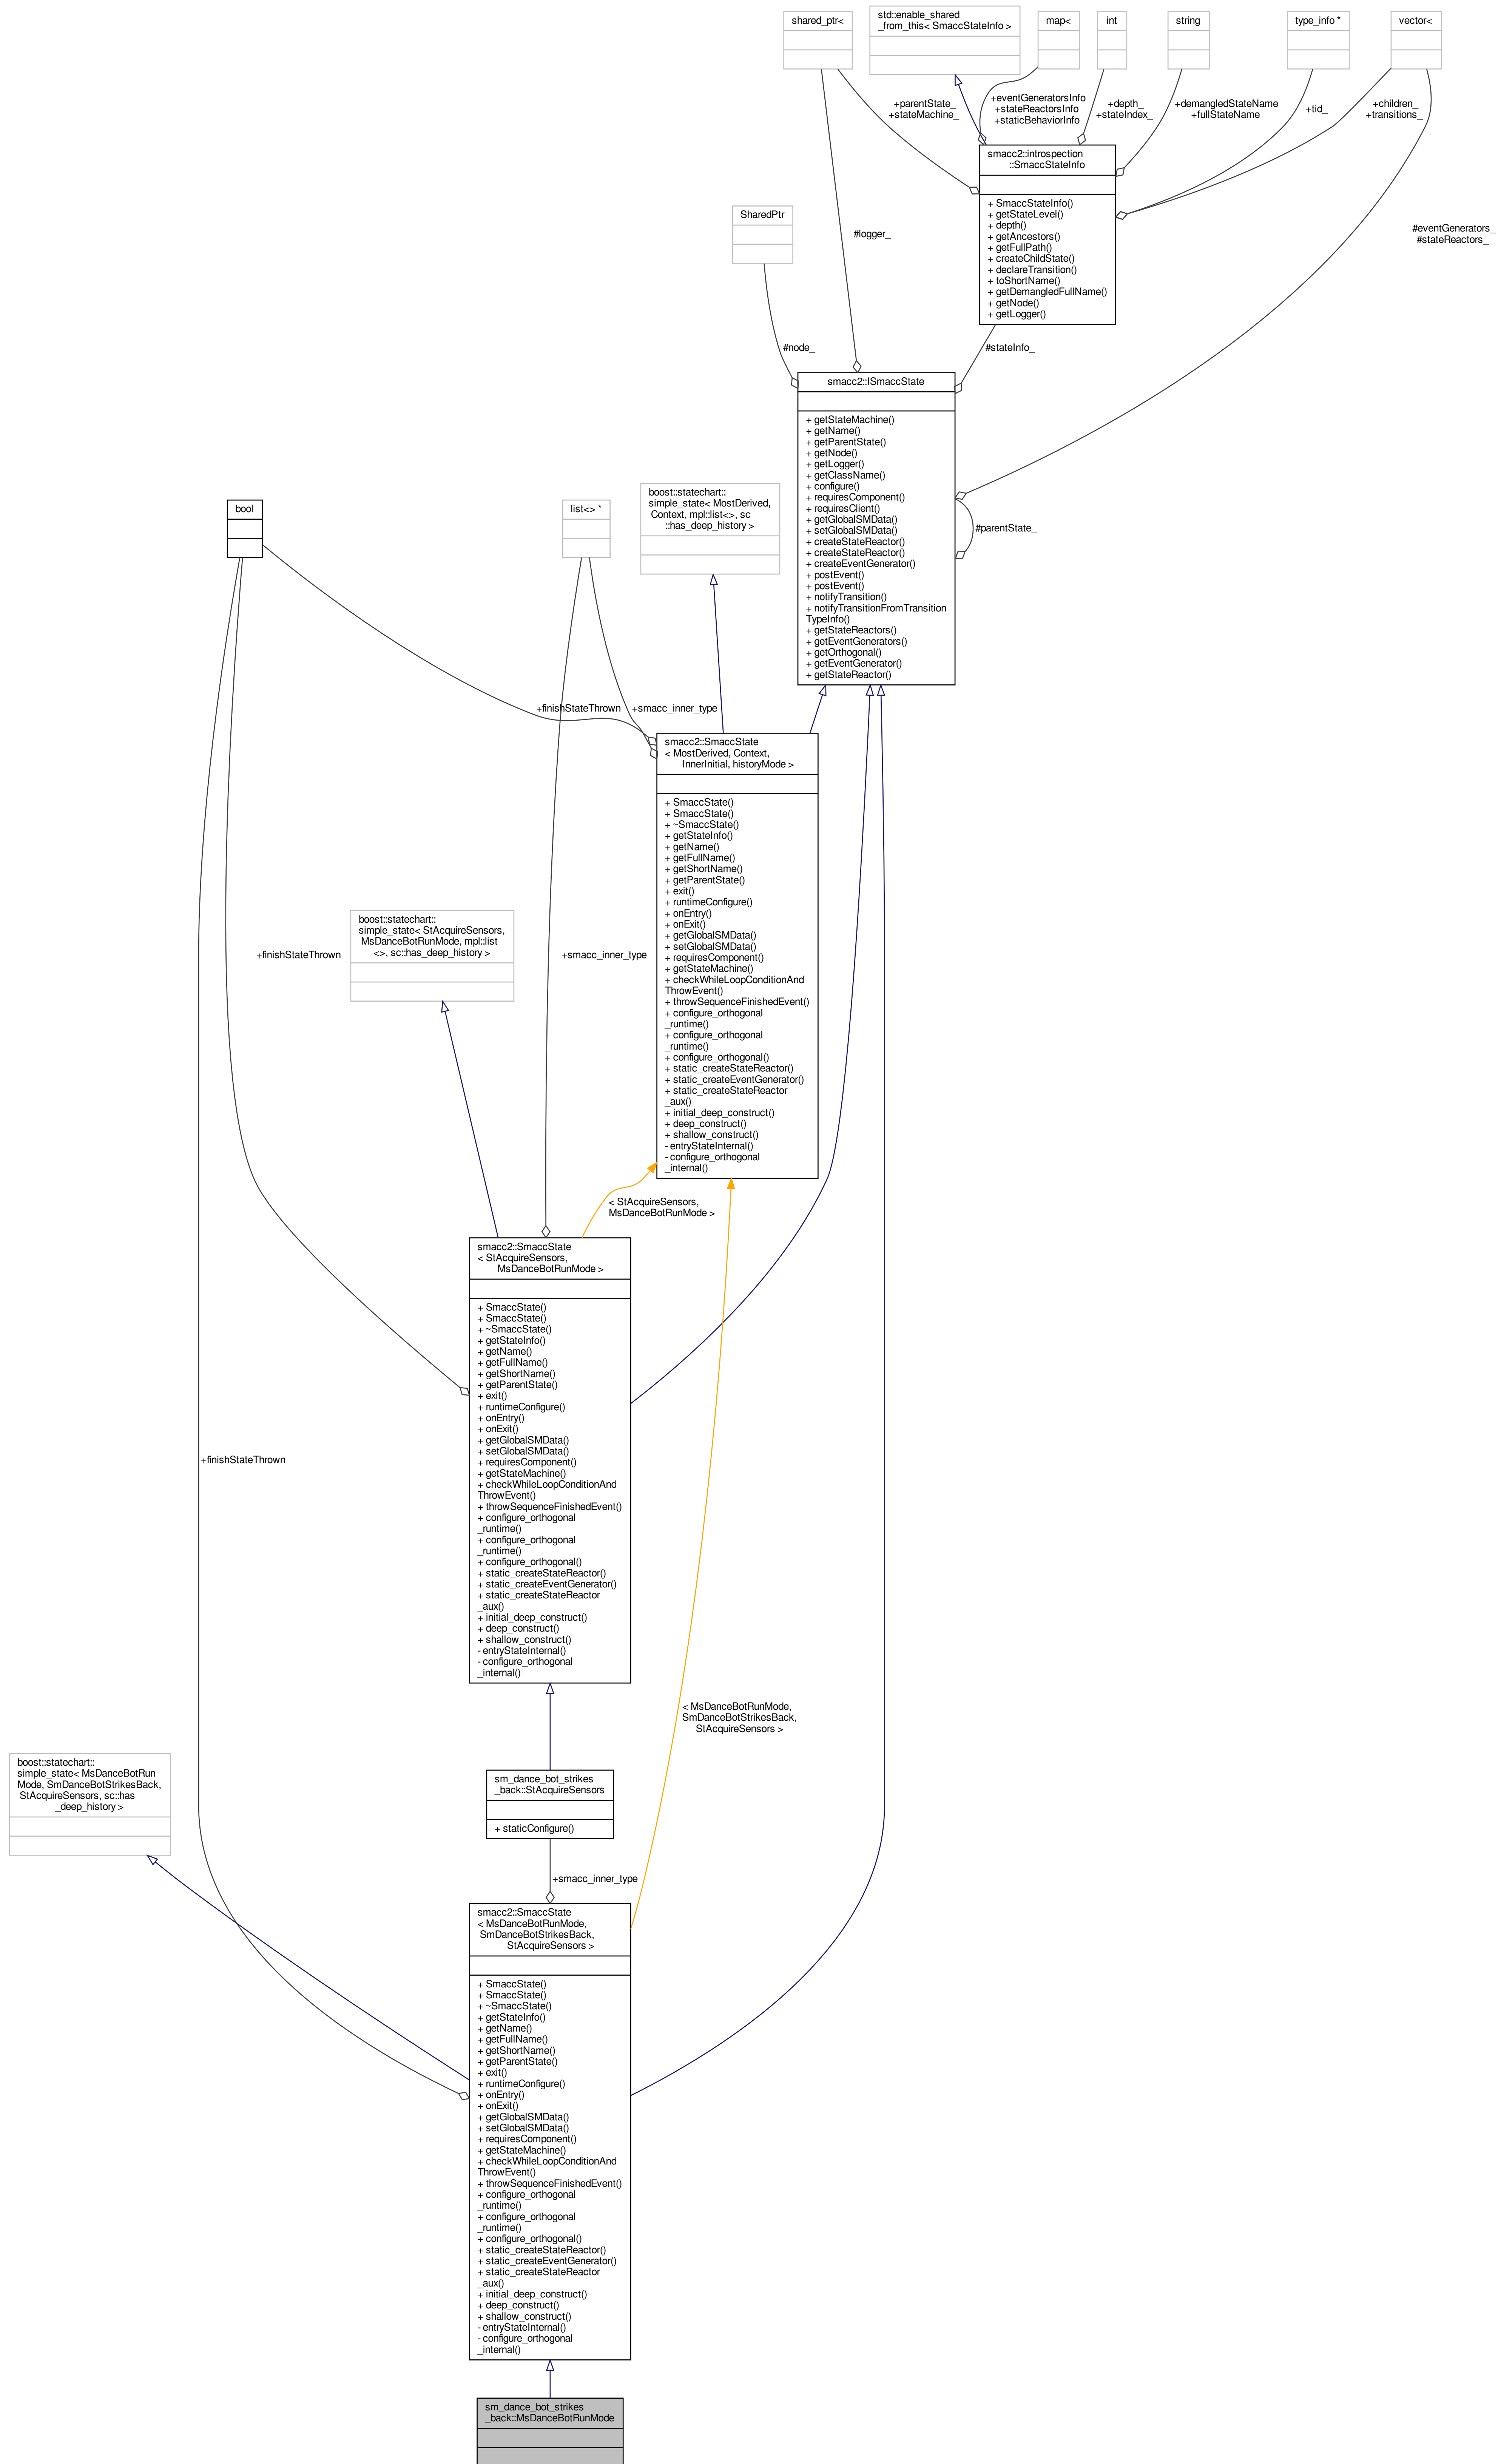 shared_ptr<
std::enable_shared
_from_this< SmaccStateInfo >
map<
int
string
type_info *
vector<
+parentState_
+stateMachine_
+eventGeneratorsInfo
+stateReactorsInfo
+staticBehaviorInfo
+depth_
+stateIndex_
+demangledStateName
+fullStateName
+tid_
+children_
+transitions_
smacc2::introspection
::SmaccStateInfo
+ SmaccStateInfo()
+ getStateLevel()
+ depth()
+ getAncestors()
+ getFullPath()
+ createChildState()
+ declareTransition()
+ toShortName()
+ getDemangledFullName()
+ getNode()
+ getLogger()
SharedPtr
#logger_
#eventGenerators_
#stateReactors_
#node_
#stateInfo_
smacc2::ISmaccState
+ getStateMachine()
+ getName()
+ getParentState()
+ getNode()
+ getLogger()
+ getClassName()
+ configure()
+ requiresComponent()
+ requiresClient()
+ getGlobalSMData()
+ setGlobalSMData()
+ createStateReactor()
+ createStateReactor()
+ createEventGenerator()
+ postEvent()
+ postEvent()
+ notifyTransition()
+ notifyTransitionFromTransition
TypeInfo()
+ getStateReactors()
+ getEventGenerators()
+ getOrthogonal()
+ getEventGenerator()
+ getStateReactor()
#parentState_
bool
list<> *
boost::statechart::
simple_state< MostDerived,
Context, mpl::list<>, sc
::has_deep_history >
+finishStateThrown
+smacc_inner_type
smacc2::SmaccState
< MostDerived, Context,
InnerInitial, historyMode >
+ SmaccState()
+ SmaccState()
+ ~SmaccState()
+ getStateInfo()
+ getName()
+ getFullName()
+ getShortName()
+ getParentState()
+ exit()
+ runtimeConfigure()
+ onEntry()
+ onExit()
+ getGlobalSMData()
+ setGlobalSMData()
+ requiresComponent()
+ getStateMachine()
+ checkWhileLoopConditionAnd
ThrowEvent()
+ throwSequenceFinishedEvent()
+ configure_orthogonal
_runtime()
+ configure_orthogonal
_runtime()
+ configure_orthogonal()
+ static_createStateReactor()
+ static_createEventGenerator()
+ static_createStateReactor
_aux()
+ initial_deep_construct()
+ deep_construct()
+ shallow_construct()
- entryStateInternal()
- configure_orthogonal
_internal()
boost::statechart::
simple_state< StAcquireSensors,
MsDanceBotRunMode, mpl::list
<>, sc::has_deep_history >
+finishStateThrown
+smacc_inner_type
< StAcquireSensors,
MsDanceBotRunMode >
smacc2::SmaccState
< StAcquireSensors,
MsDanceBotRunMode >
+ SmaccState()
+ SmaccState()
+ ~SmaccState()
+ getStateInfo()
+ getName()
+ getFullName()
+ getShortName()
+ getParentState()
+ exit()
+ runtimeConfigure()
+ onEntry()
+ onExit()
+ getGlobalSMData()
+ setGlobalSMData()
+ requiresComponent()
+ getStateMachine()
+ checkWhileLoopConditionAnd
ThrowEvent()
+ throwSequenceFinishedEvent()
+ configure_orthogonal
_runtime()
+ configure_orthogonal
_runtime()
+ configure_orthogonal()
+ static_createStateReactor()
+ static_createEventGenerator()
+ static_createStateReactor
_aux()
+ initial_deep_construct()
+ deep_construct()
+ shallow_construct()
- entryStateInternal()
- configure_orthogonal
_internal()
+finishStateThrown
< MsDanceBotRunMode,
SmDanceBotStrikesBack,
StAcquireSensors >
boost::statechart::
simple_state< MsDanceBotRun
Mode, SmDanceBotStrikesBack,
StAcquireSensors, sc::has
_deep_history >
sm_dance_bot_strikes
_back::StAcquireSensors
+ staticConfigure()
+smacc_inner_type
smacc2::SmaccState
< MsDanceBotRunMode,
SmDanceBotStrikesBack,
StAcquireSensors >
+ SmaccState()
+ SmaccState()
+ ~SmaccState()
+ getStateInfo()
+ getName()
+ getFullName()
+ getShortName()
+ getParentState()
+ exit()
+ runtimeConfigure()
+ onEntry()
+ onExit()
+ getGlobalSMData()
+ setGlobalSMData()
+ requiresComponent()
+ getStateMachine()
+ checkWhileLoopConditionAnd
ThrowEvent()
+ throwSequenceFinishedEvent()
+ configure_orthogonal
_runtime()
+ configure_orthogonal
_runtime()
+ configure_orthogonal()
+ static_createStateReactor()
+ static_createEventGenerator()
+ static_createStateReactor
_aux()
+ initial_deep_construct()
+ deep_construct()
+ shallow_construct()
- entryStateInternal()
- configure_orthogonal
_internal()
sm_dance_bot_strikes
_back::MsDanceBotRunMode